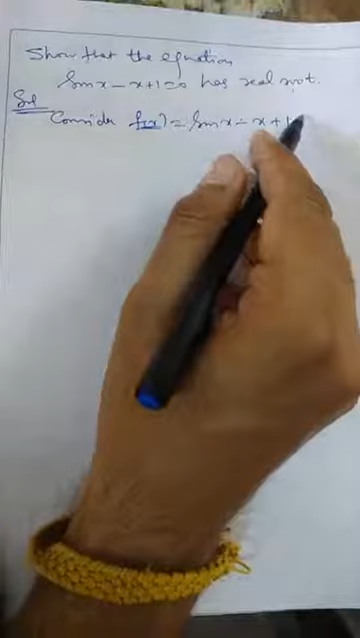 Show that the equation
Sin x - x + 1 = 0 has real root.
Sol
Consider f(x) = Sin x - x + 1